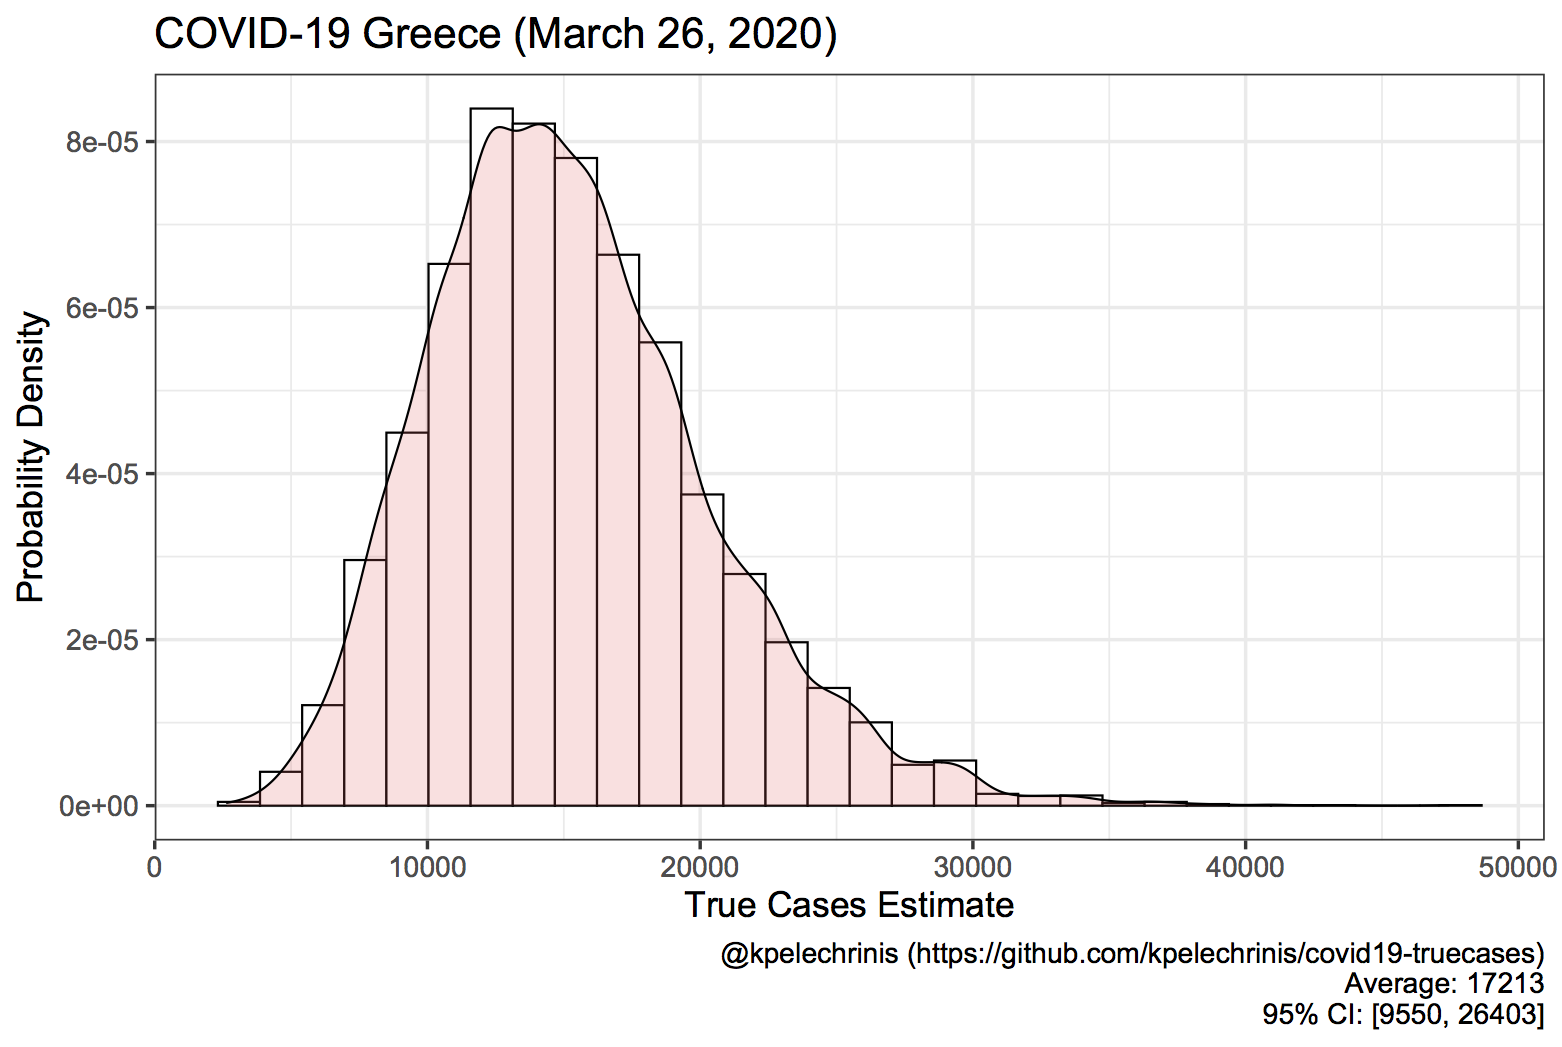 COVID-19 Greece (March 26, 2020)
Probability Density
8e-05
6e-05
4e-05
2e-05
0e+00
0 10000 20000 30000 40000 50000
True Cases Estimate
@kpelechrinis (https://github.com/kpelechrinis/covid19-truecases)
Average: 17213
95% CI: [9550, 26403]